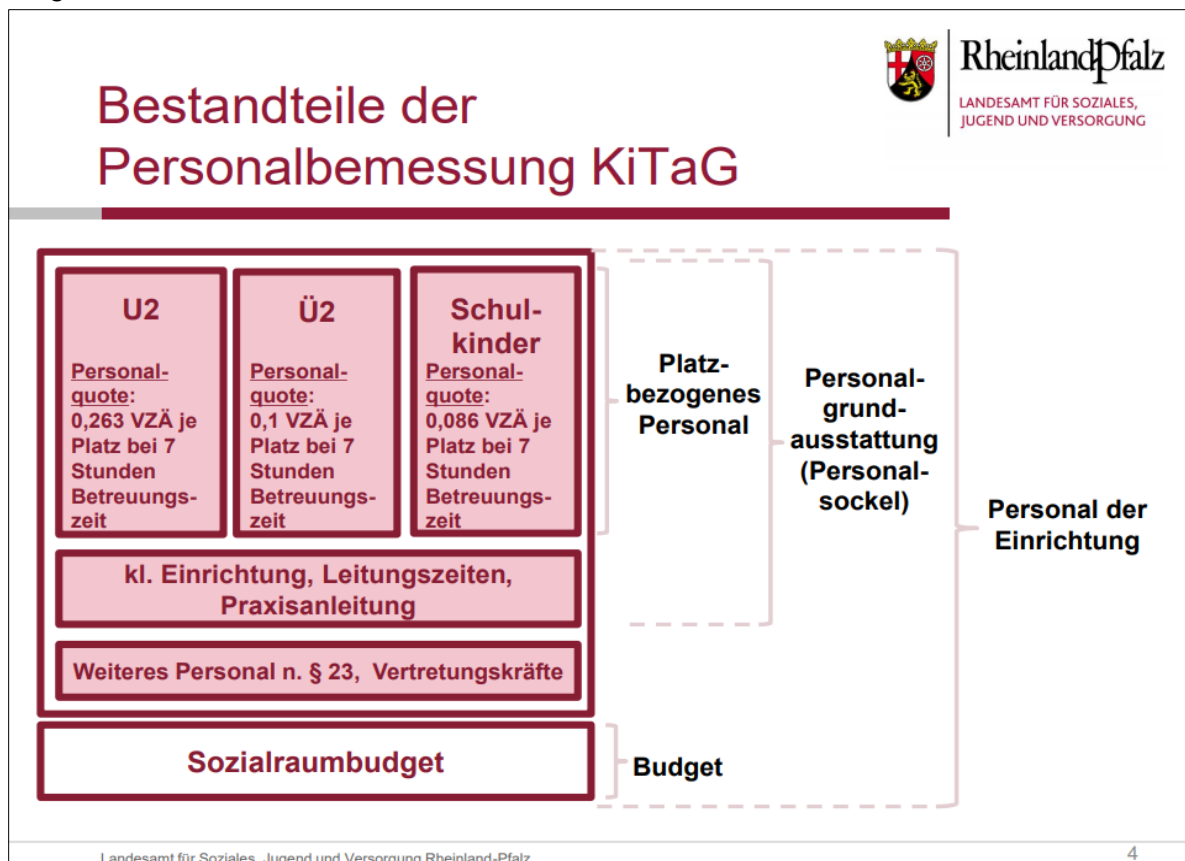 Bestandteile der
Personalbemessung KiTaG
RheinlandPfalz
LANDESAMT FÜR SOZIALES,
JUGEND UND VERSORGUNG
U2
Personal-
quote:
0,263 VZÄ je
Platz bei 7
Stunden
Betreuungs-
zeit
Ü2
Personal-
quote:
0,1 VZÄ je
Platz bei 7
Stunden
Betreuungs-
zeit
Schul-
kinder
Personal-
quote:
0,086 VZÄ je
Platz bei 7
Stunden
Betreuungs-
zeit
Platz-
bezogenes
Personal
Personal-
grund-
ausstattung
(Personal-
sockel)
Personal der
Einrichtung
kl. Einrichtung, Leitungszeiten,
Praxisanleitung
Weiteres Personal n. § 23, Vertretungskräfte
Sozialraumbudget
Budget
Landesamt für Soziales, Jugend und Versorgung Rheinland-Pfalz
4